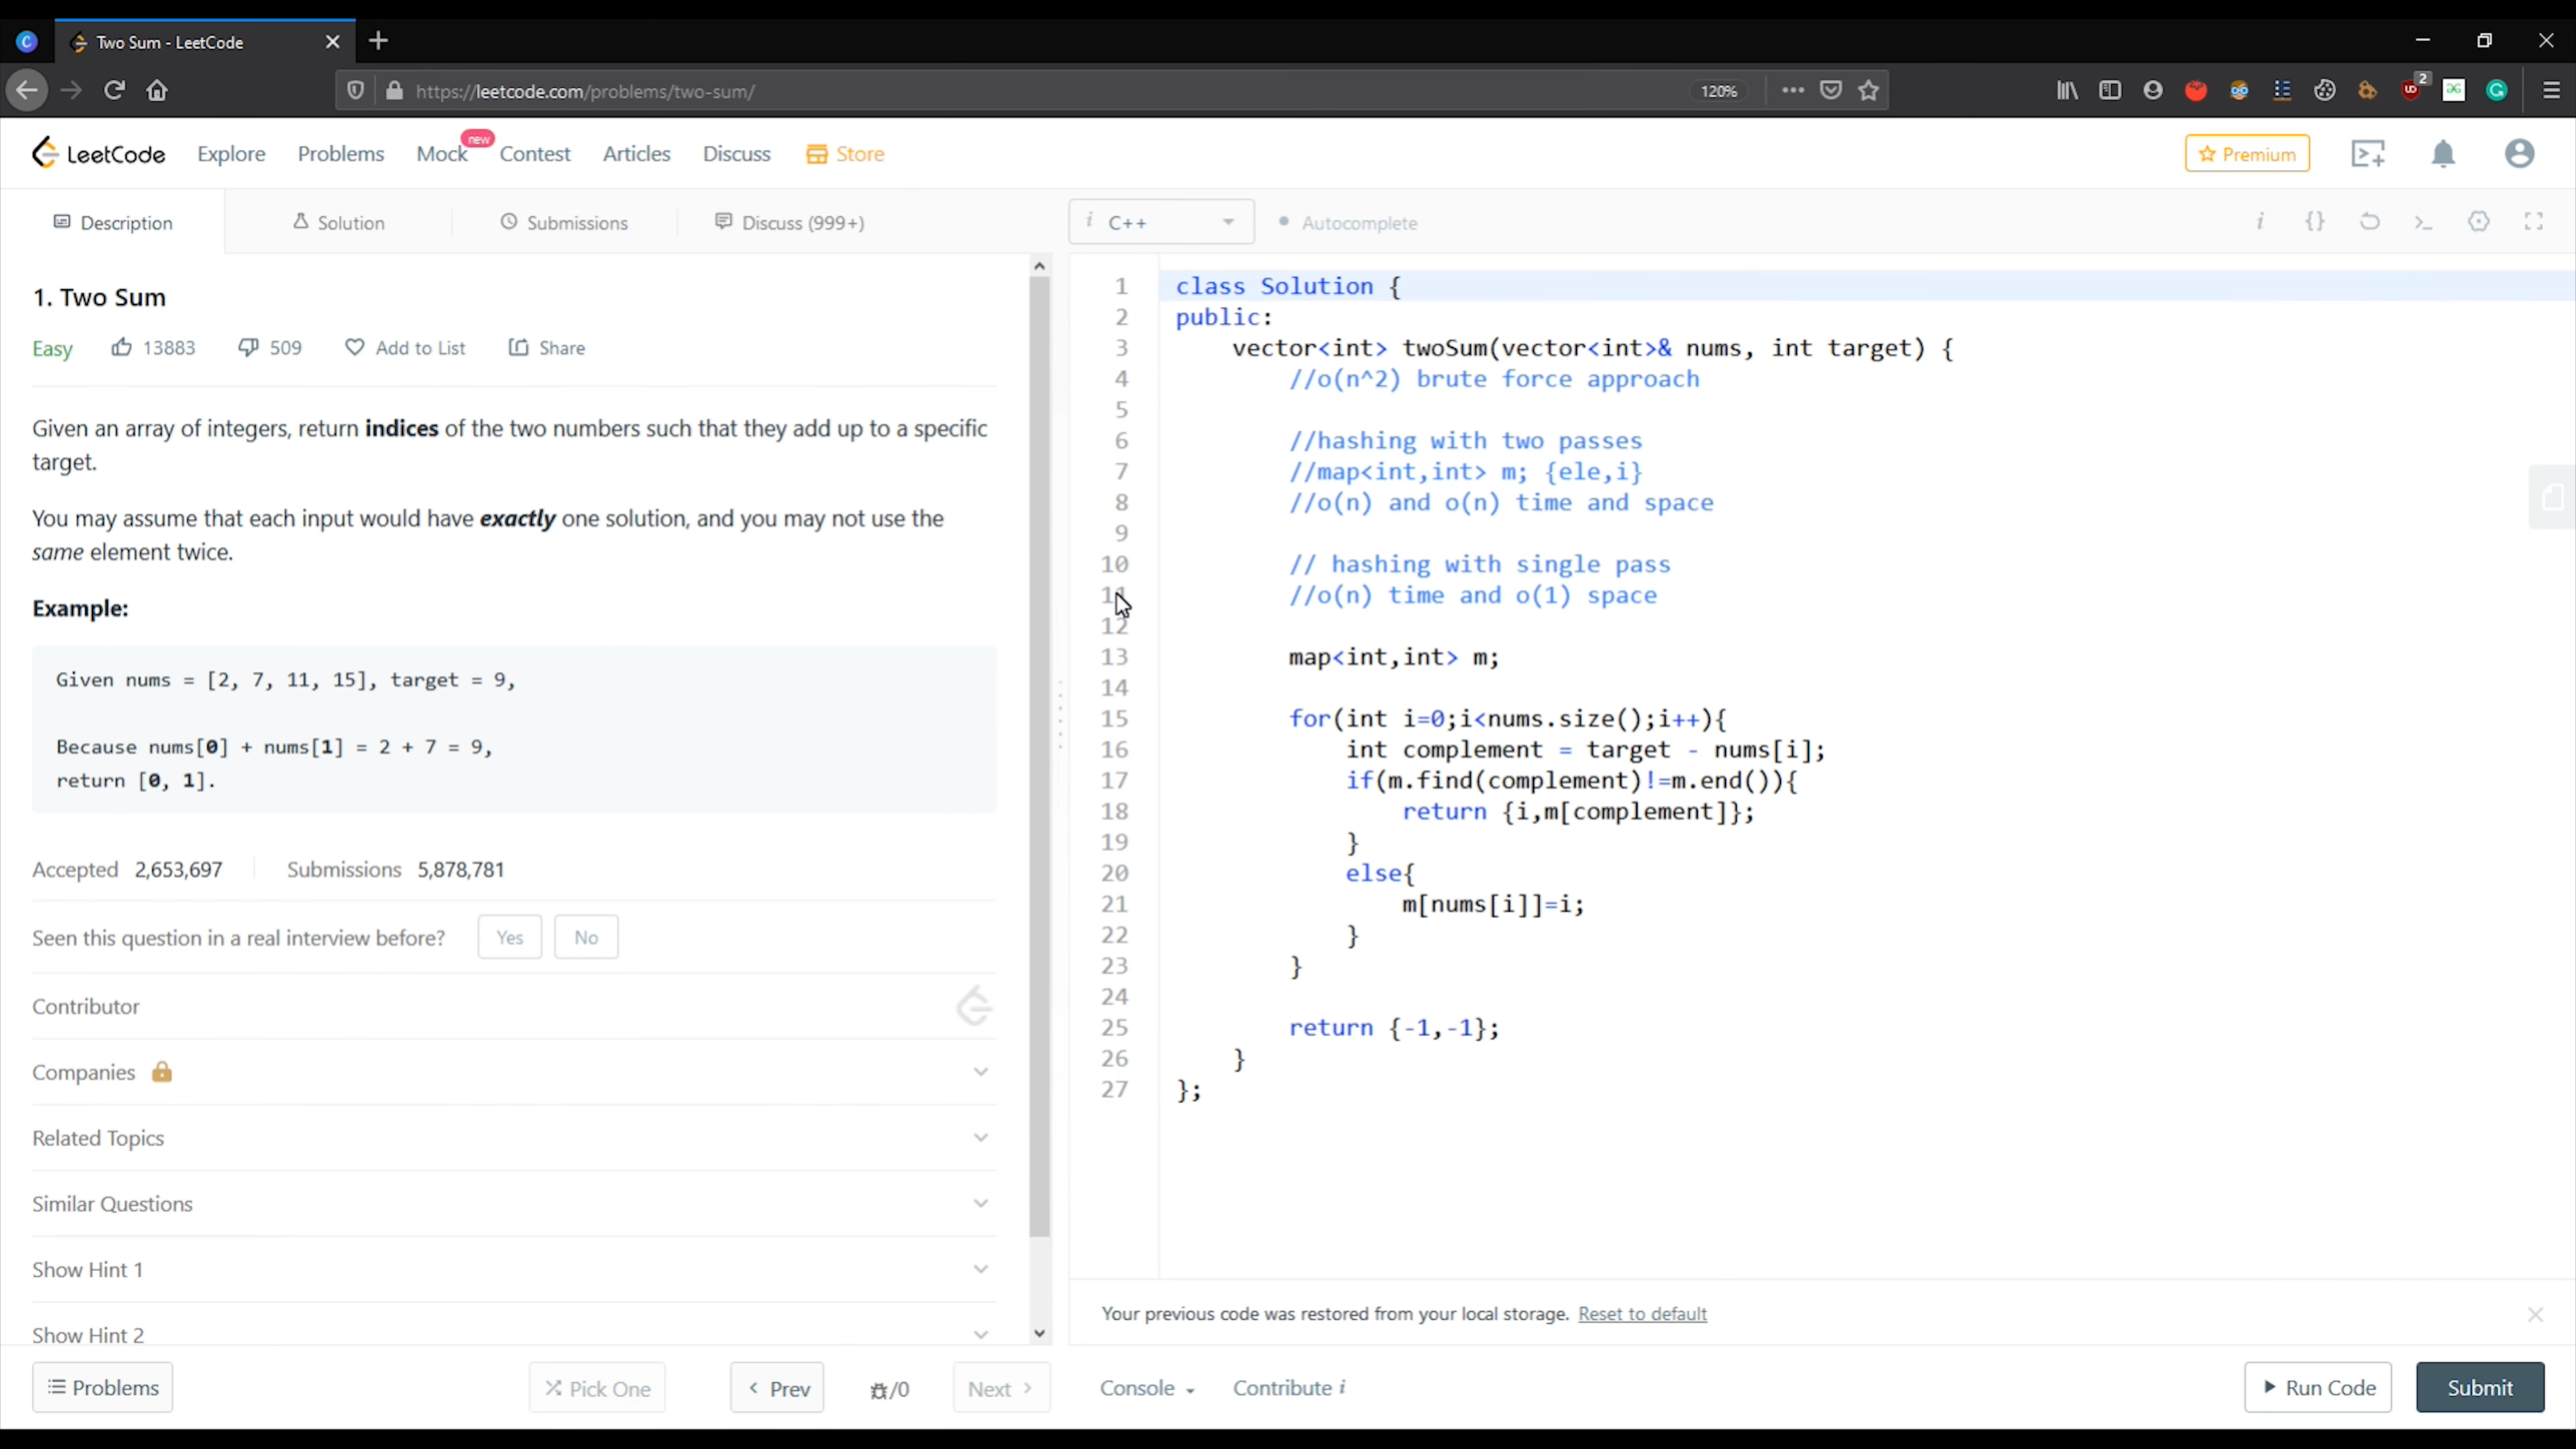 Two Sum - LeetCode
https://leetcode.com/problems/two-sum/
120%
2
LeetCode
Explore
Problems
Mock
new
Contest
Articles
Discuss
Store
Premium
Description
Solution
Submissions
Discuss (999+)
C++
Autocomplete
1. Two Sum
Easy
13883
509
Add to List
Share
Given an array of integers, return indices of the two numbers such that they add up to a specific
target.
You may assume that each input would have exactly one solution, and you may not use the
same element twice.
Example:
Given nums = [2, 7, 11, 15], target = 9,
Because nums[0] + nums[1] = 2 + 7 = 9,
return [0, 1].
Accepted 2,653,697
Submissions 5,878,781
Seen this question in a real interview before?
Yes
No
Contributor
Companies
Related Topics
Similar Questions
Show Hint 1
Show Hint 2
1 class Solution {
2 public:
3 vector<int> twoSum(vector<int>& nums, int target) {
4 //o(n^2) brute force approach
5
6 //hashing with two passes
7 //map<int,int> m; {ele,i}
8 //o(n) and o(n) time and space
9
10 // hashing with single pass
11 //o(n) time and o(1) space
12
13 map<int,int> m;
14
15 for(int i=0;i<nums.size();i++){
16 int complement = target - nums[i];
17 if(m.find(complement)!=m.end()){
18 return {i,m[complement]};
19 }
20 else{
21 m[nums[i]]=i;
22 }
23 }
24
25 return {-1,-1};
26 }
27 };
Your previous code was restored from your local storage. Reset to default
Problems
Pick One
Prev
/0
Next
Console
Contribute i
Run Code
Submit